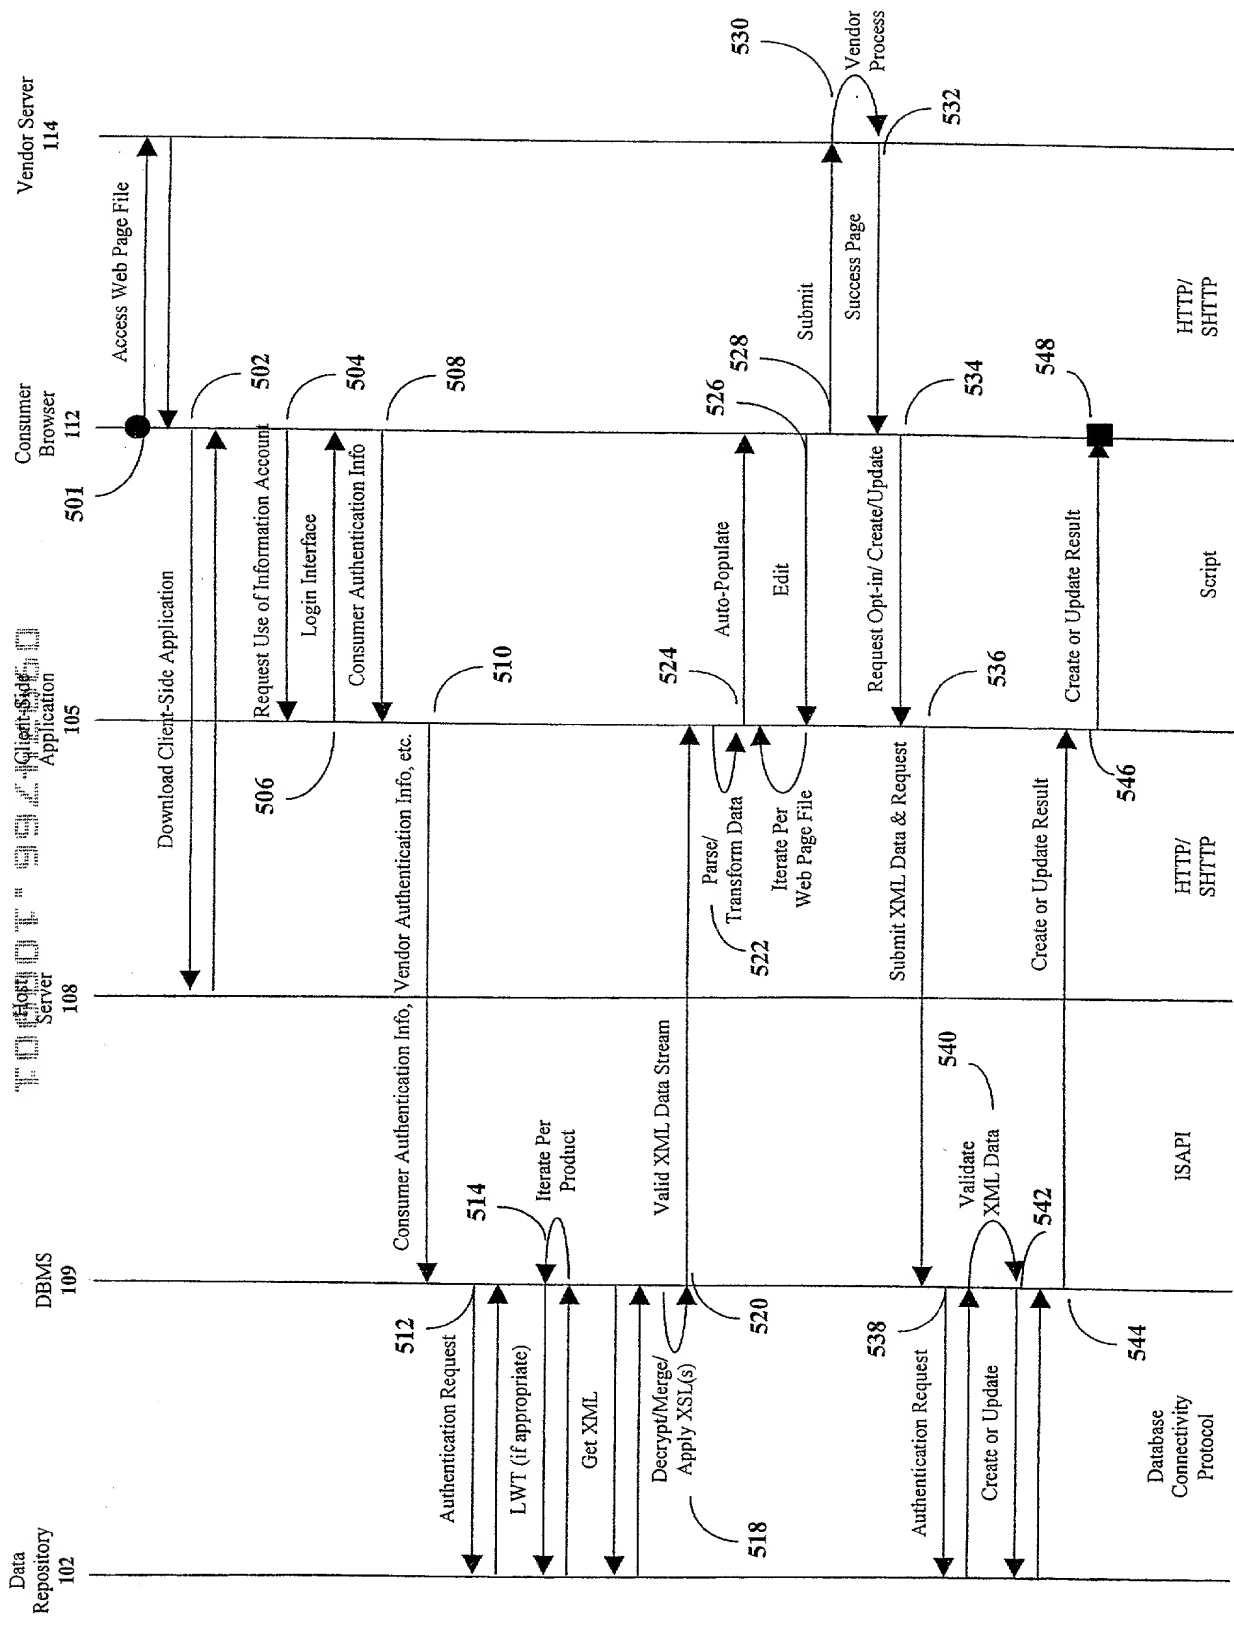 Data
Repository
102
DBMS
109
Host
Server
108
Client-Side
Application
105
Consumer
Browser
112
Vendor Server
114
501
Access Web Page File
Download Client-Side Application
502
Request Use of Information Account
504
Login Interface
506
Consumer Authentication Info
508
Consumer Authentication Info, Vendor Authentication Info, etc.
510
512
Authentication Request
LWT (if appropriate)
514
Iterate Per
Product
Get XML
Decrypt/Merge/
Apply XSL(s)
518
Valid XML Data Stream
520
Parse/
Transform Data
522
524
Auto-Populate
Iterate Per
Web Page File
Edit
526
528
Submit
530
Vendor
Process
Success Page
532
Request Opt-in/ Create/Update
534
Submit XML Data & Request
536
538
Authentication Request
Validate
XML Data
540
Create or Update
542
544
Create or Update Result
546
Create or Update Result
548
Database
Connectivity
Protocol
ISAPI
HTTP/
SHTTP
Script
HTTP/
SHTTP